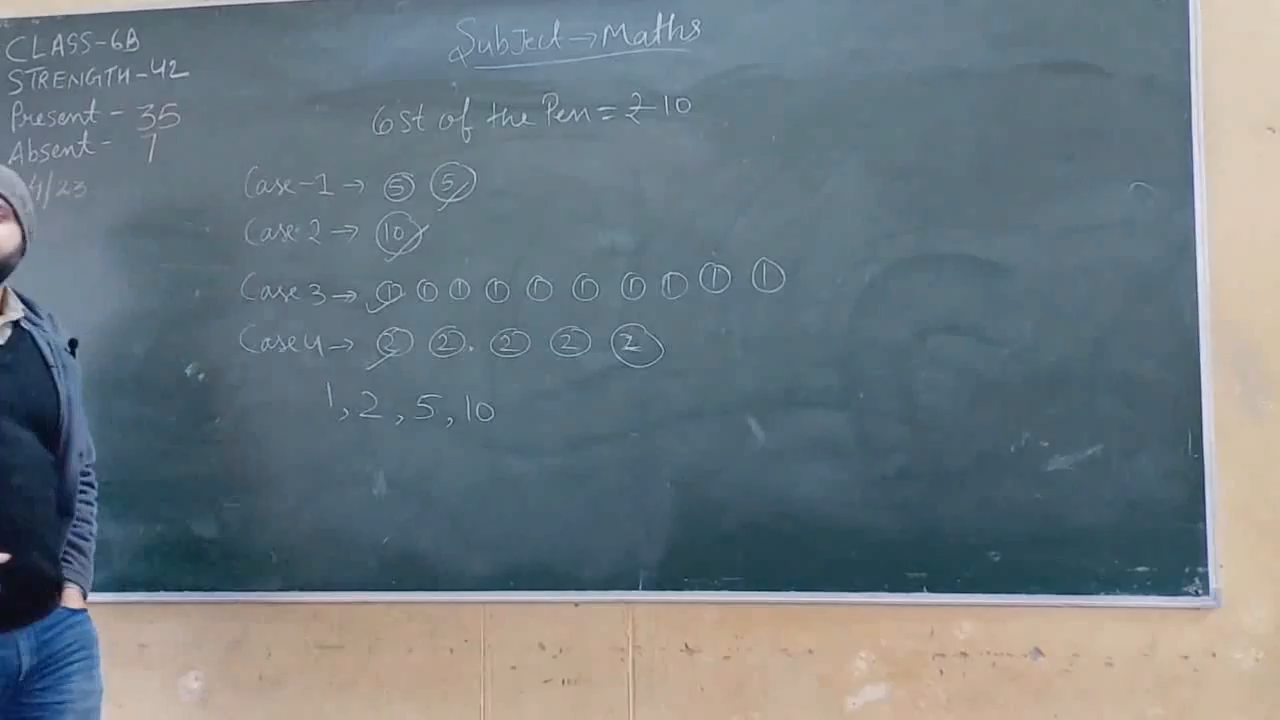 CLASS-6B
STRENGTH-42
Present - 35
Absent - 7
/23
Subject → Maths
Cost of the Pen = ₹ 10
Case-1 → 5 5
Case 2 → 10
Case 3 → 1 1 1 1 1 1 1 1 1 1
Case 4 → 2 2 2 2 2
1, 2, 5, 10